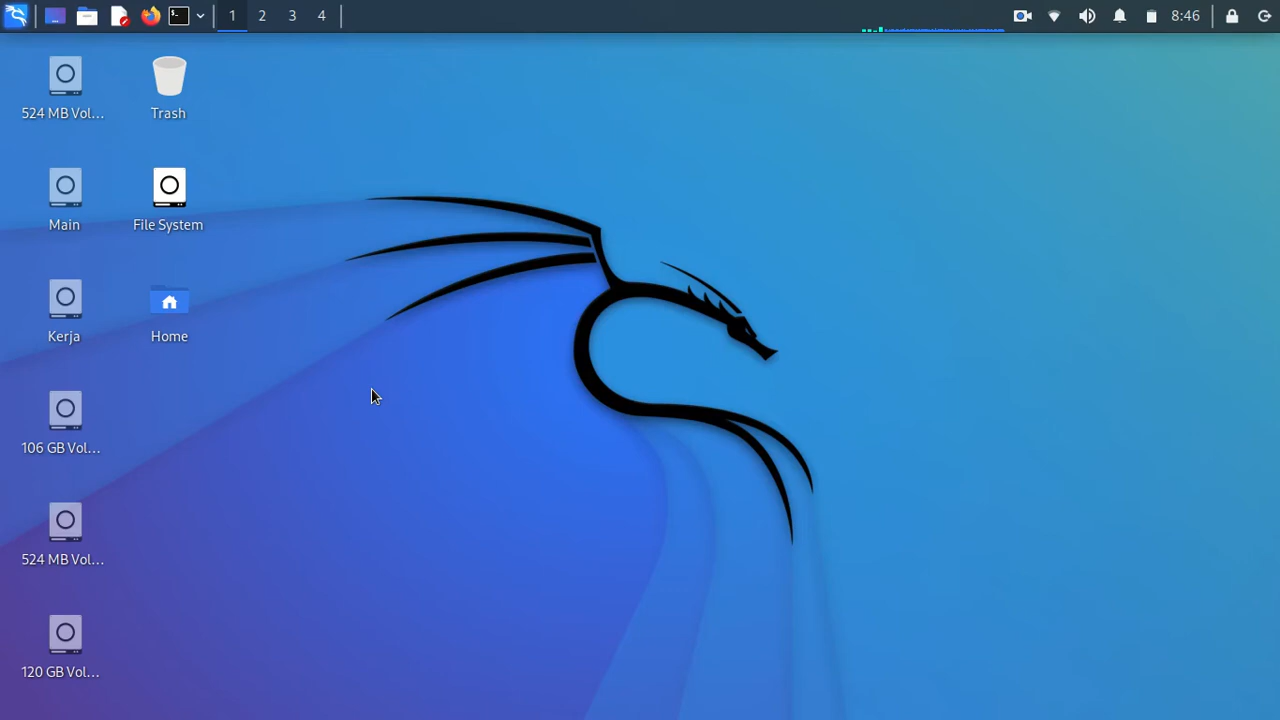 1 2 3 4 8:46
524 MB Vol... Trash
Main File System
Kerja Home
106 GB Vol...
524 MB Vol...
120 GB Vol...